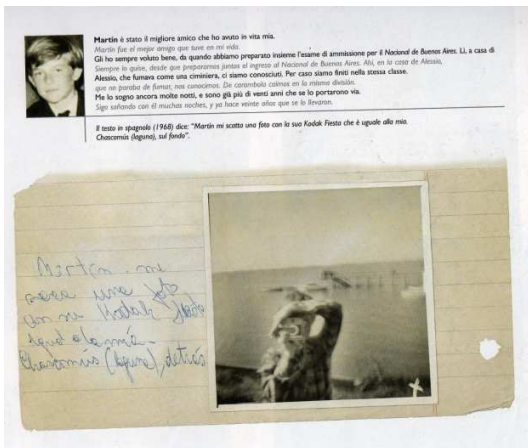 Martín è stato il migliore amico che ho avuto in vita mia.
Martín fue el mejor amigo que tuve en mi vida.
Gli ho sempre voluto bene, da quando abbiamo preparato insieme l'esame di ammissione per il Nacional de Buenos Aires. Lì, a casa di
Siempre lo quise, desde que preparamos juntos el ingreso al Nacional de Buenos Aires. Ahí, en la casa de Alessio,
Alessio, che fumava come una ciminiera, ci siamo conosciuti. Per caso siamo finiti nella stessa classe.
que no paraba de fumar, nos conocimos. De carambola caímos en la misma división.
Me lo sogno ancora molte notti, e sono già più di venti anni che se lo portarono via.
Sigo soñando con él muchas noches, y ya hace veinte años que se lo llevaron.
Il testo in spagnolo (1968) dice: "Martín mi scatta una foto con la sua Kodak Fiesta che è uguale alla mia.
Chascomús (laguna), sul fondo".
Martín me
saca una foto
con su Kodak Fiesta
igual a la mía.
Chascomús (laguna), detrás